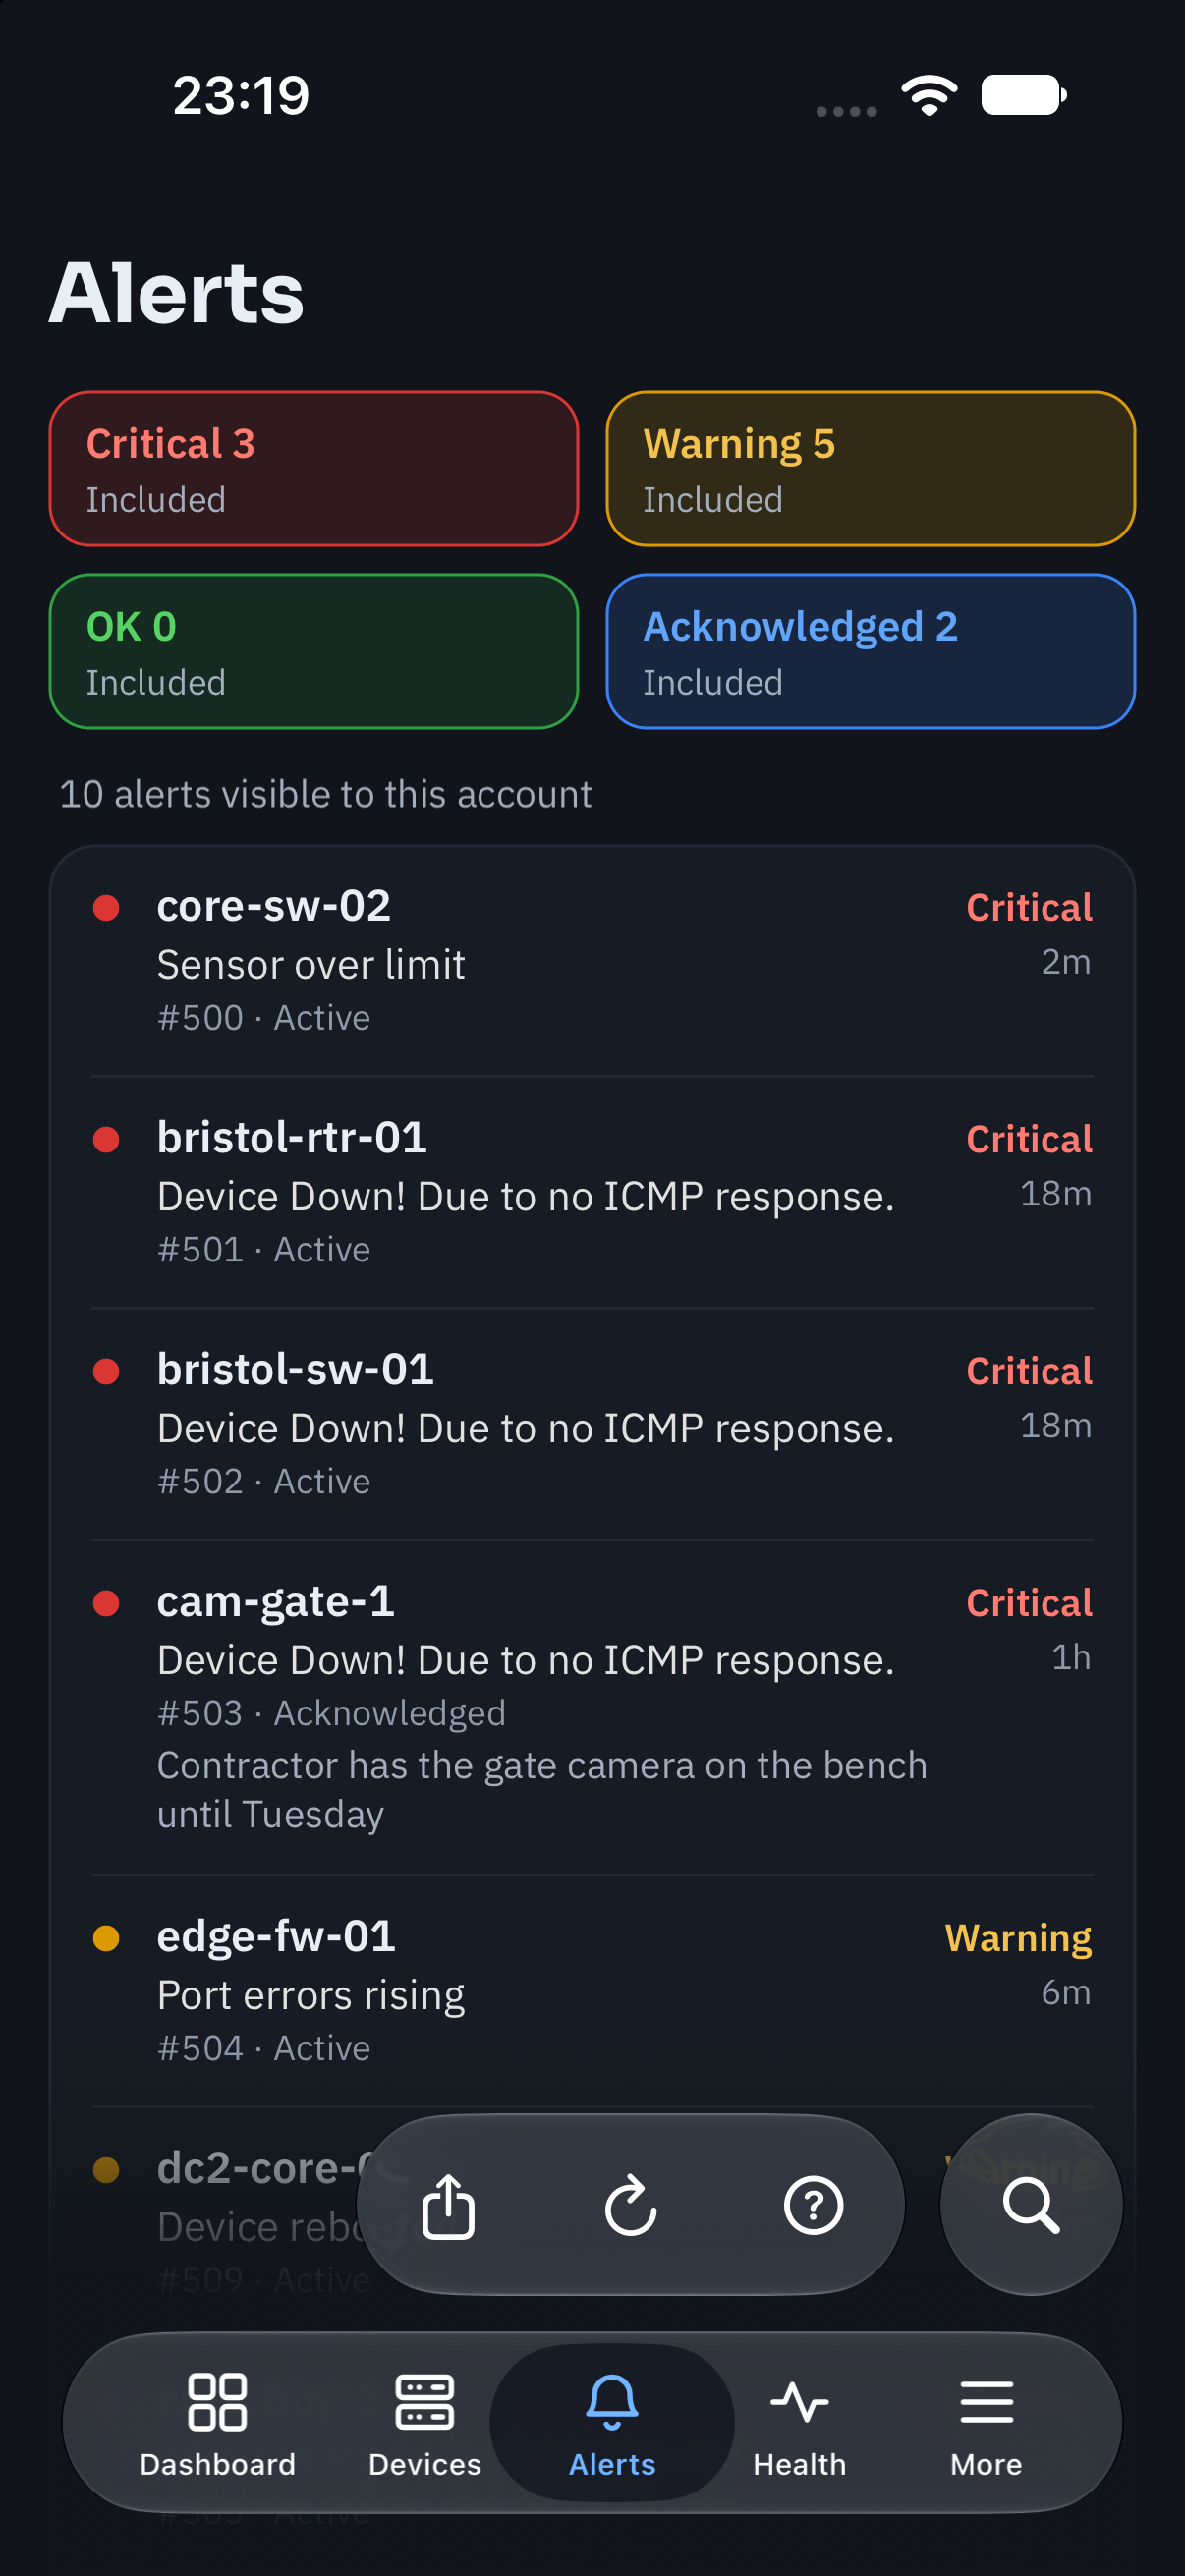 23:19
Alerts
Critical 3
Included
Warning 5
Included
OK 0
Included
Acknowledged 2
Included
10 alerts visible to this account
core-sw-02
Critical
Sensor over limit
2m
#500 · Active
bristol-rtr-01
Critical
Device Down! Due to no ICMP response.
18m
#501 · Active
bristol-sw-01
Critical
Device Down! Due to no ICMP response.
18m
#502 · Active
cam-gate-1
Critical
Device Down! Due to no ICMP response.
1h
#503 · Acknowledged
Contractor has the gate camera on the bench
until Tuesday
edge-fw-01
Warning
Port errors rising
6m
#504 · Active
dc2-core-
Device
#509 · Active
Dashboard
Devices
Alerts
Health
More